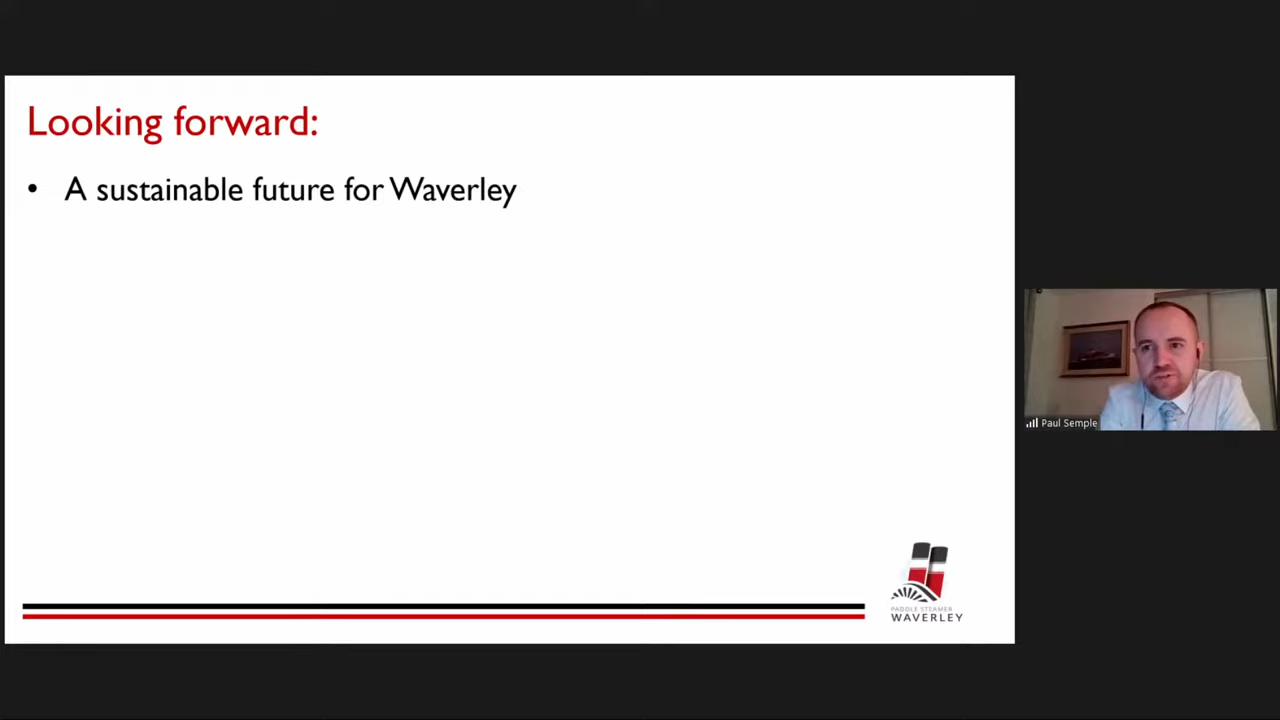 Looking forward:
• A sustainable future for Waverley
Paul Semple
PADDLE STEAMER
WAVERLEY